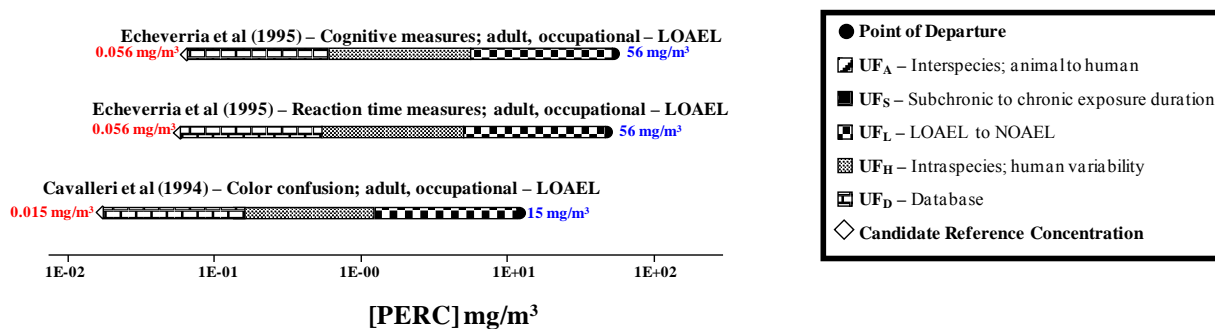 Echeverria et al (1995) – Cognitive measures; adult, occupational – LOAEL
0.056 mg/m³
56 mg/m³
Echeverria et al (1995) – Reaction time measures; adult, occupational – LOAEL
0.056 mg/m³
56 mg/m³
Cavalleri et al (1994) – Color confusion; adult, occupational – LOAEL
0.015 mg/m³
15 mg/m³
1E-02 1E-01 1E-00 1E+01 1E+02
[PERC] mg/m³
Point of Departure
UFA – Interspecies; animal to human
UFS – Subchronic to chronic exposure duration
UFL – LOAEL to NOAEL
UFH – Intraspecies; human variability
UFD – Database
Candidate Reference Concentration